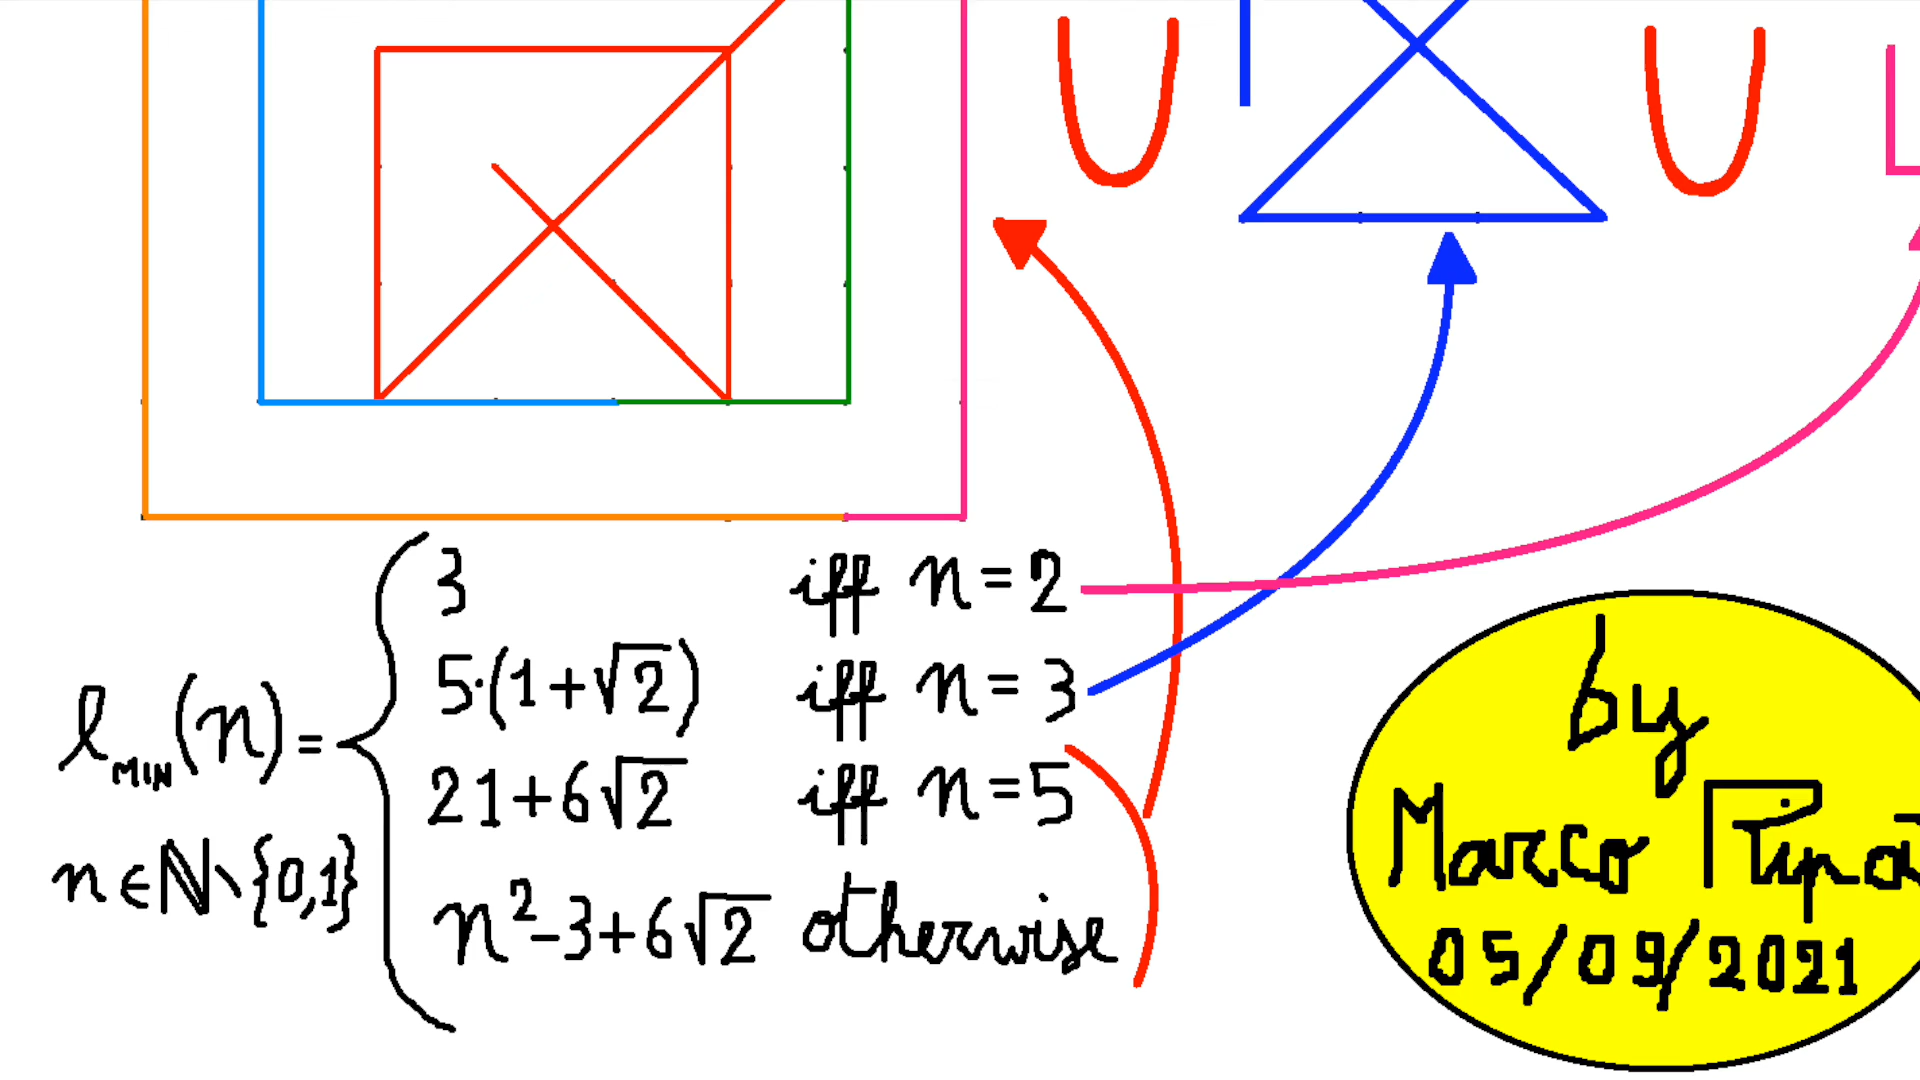 3 iff n = 2
5·(1+√2) iff n = 3
21+6√2 iff n = 5
n²-3+6√2 otherwise
ℓ_MIN(n) =
n ∈ ℕ∖{0,1}
by
Marco
05/09/2021